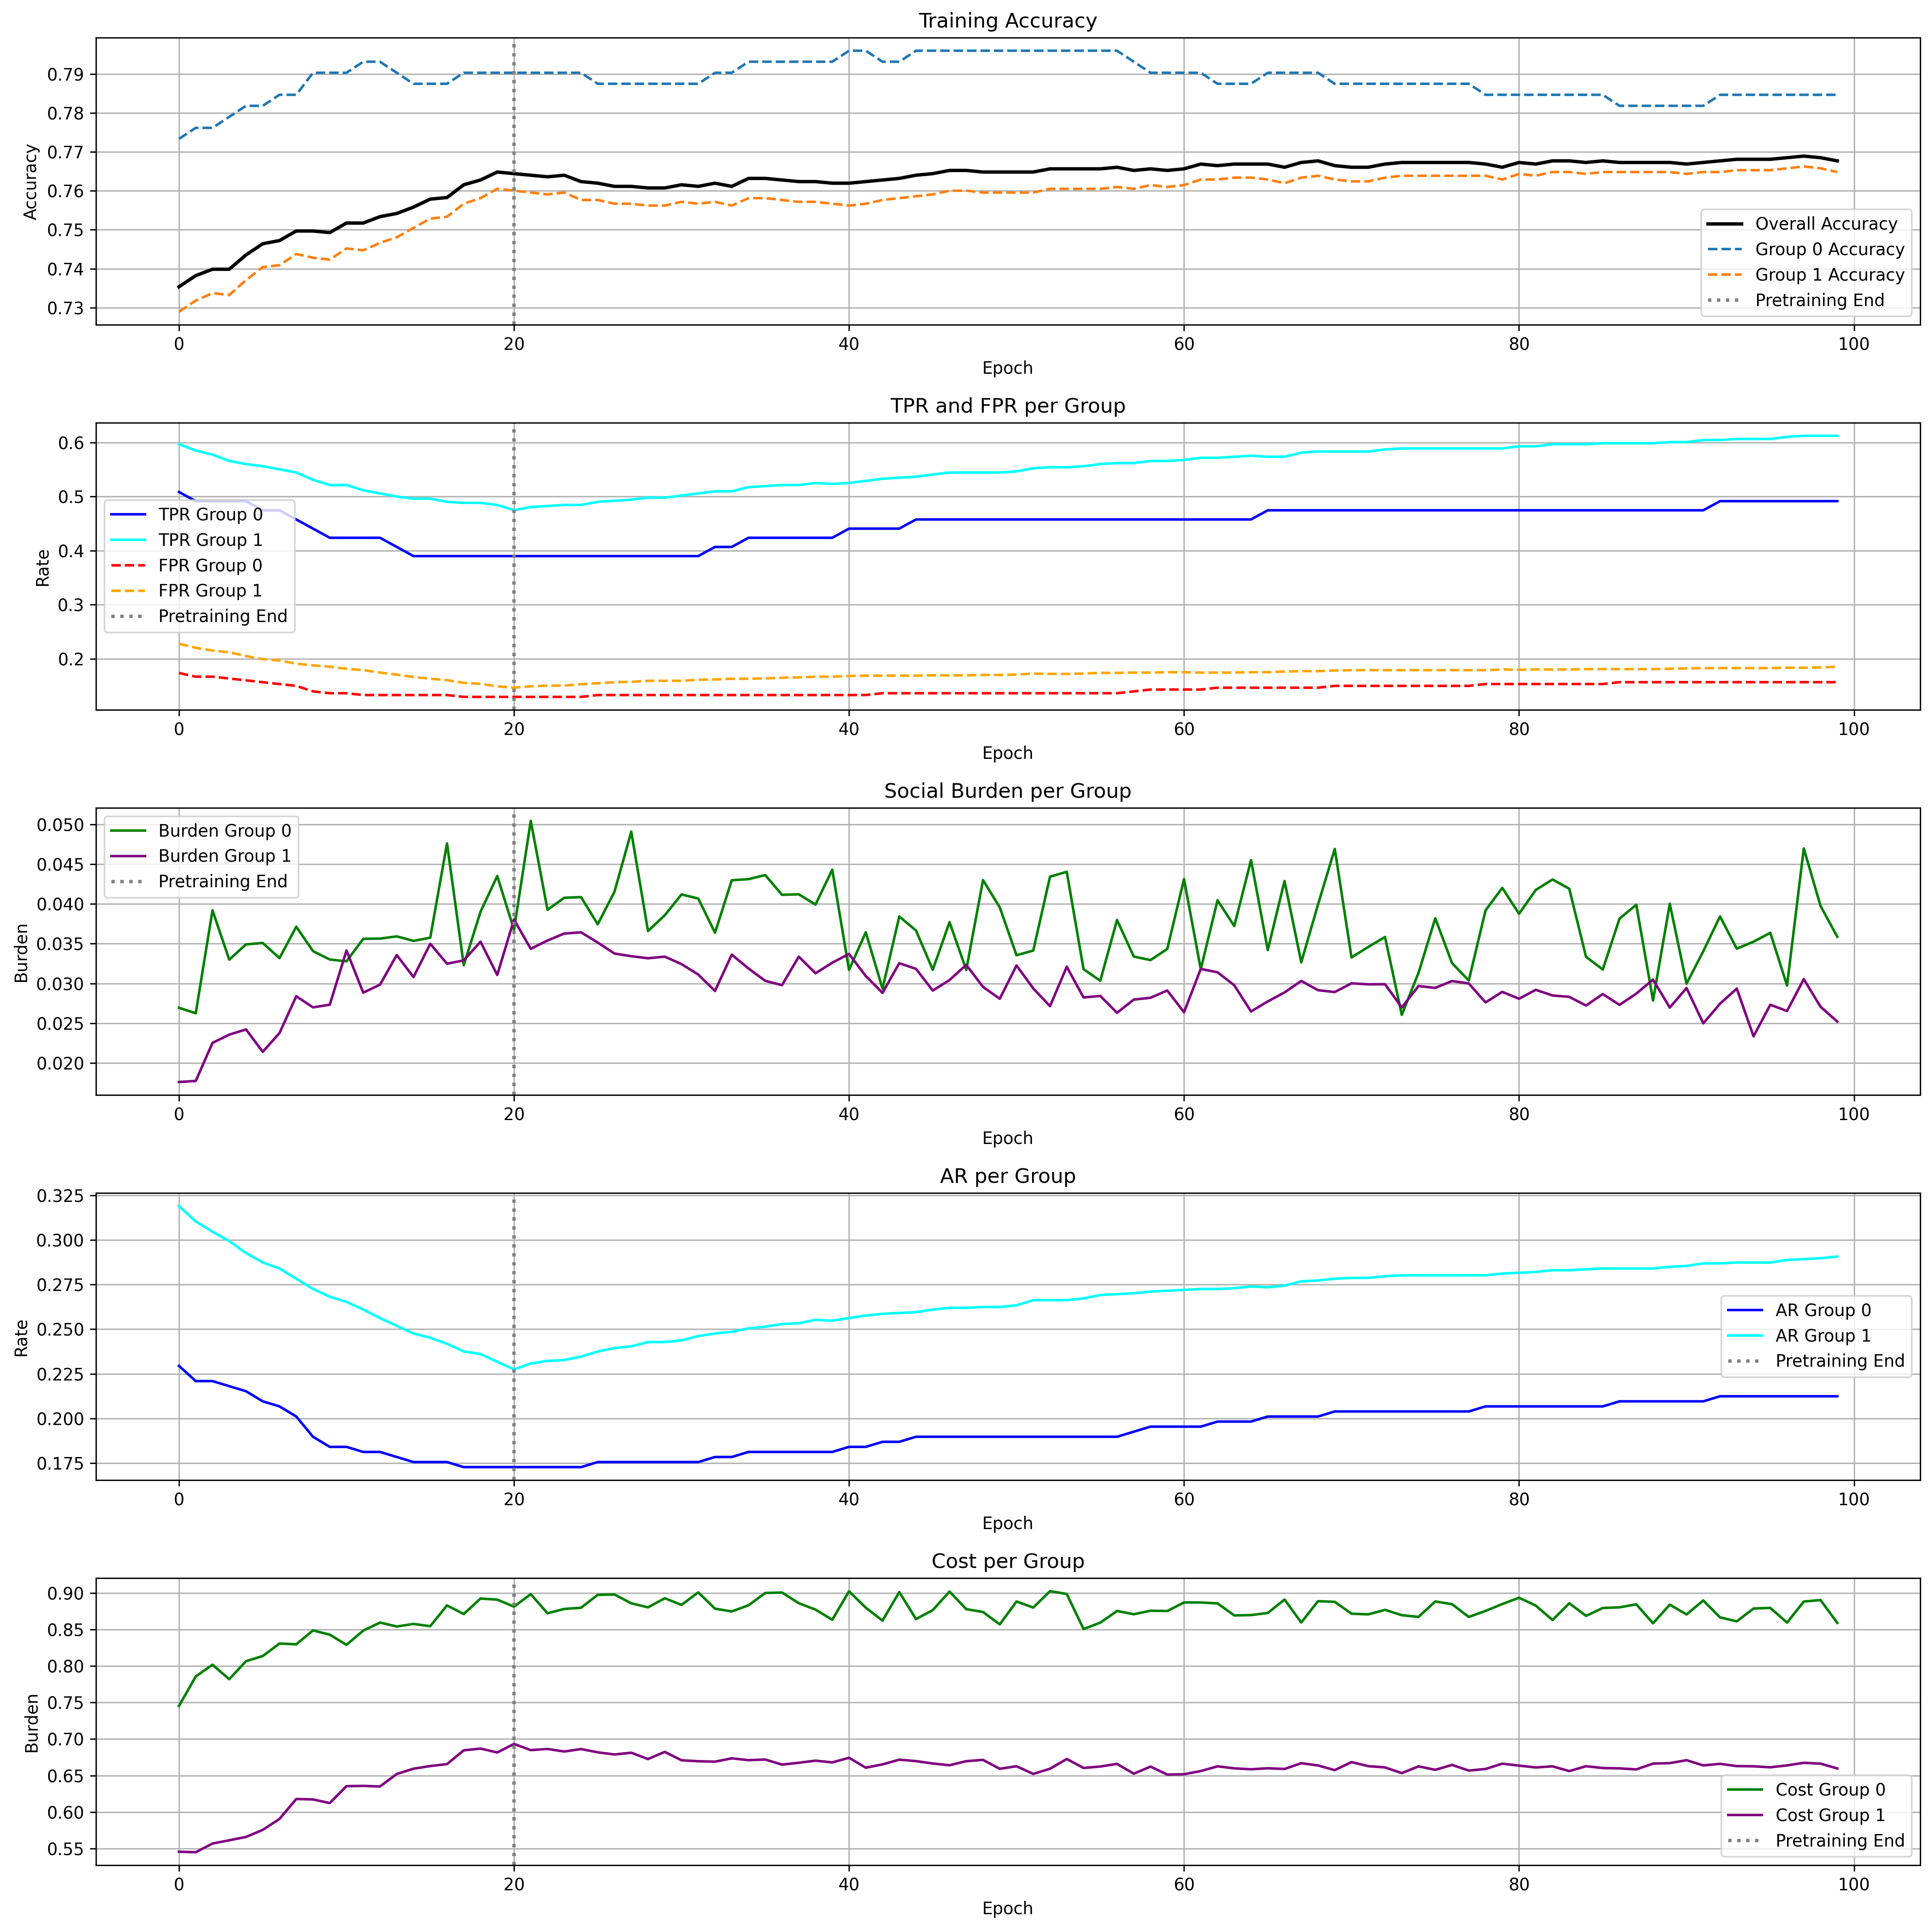 Training Accuracy
Accuracy
0.79
0.78
0.77
0.76
0.75
0.74
0.73
Overall Accuracy
Group 0 Accuracy
Group 1 Accuracy
Pretraining End
0 20 40 60 80 100
Epoch
TPR and FPR per Group
Rate
0.6
0.5
0.4
0.3
0.2
TPR Group 0
TPR Group 1
FPR Group 0
FPR Group 1
Pretraining End
0 20 40 60 80 100
Epoch
Social Burden per Group
Burden
0.050
0.045
0.040
0.035
0.030
0.025
0.020
Burden Group 0
Burden Group 1
Pretraining End
0 20 40 60 80 100
Epoch
AR per Group
Rate
0.325
0.300
0.275
0.250
0.225
0.200
0.175
AR Group 0
AR Group 1
Pretraining End
0 20 40 60 80 100
Epoch
Cost per Group
Burden
0.90
0.85
0.80
0.75
0.70
0.65
0.60
0.55
Cost Group 0
Cost Group 1
Pretraining End
0 20 40 60 80 100
Epoch